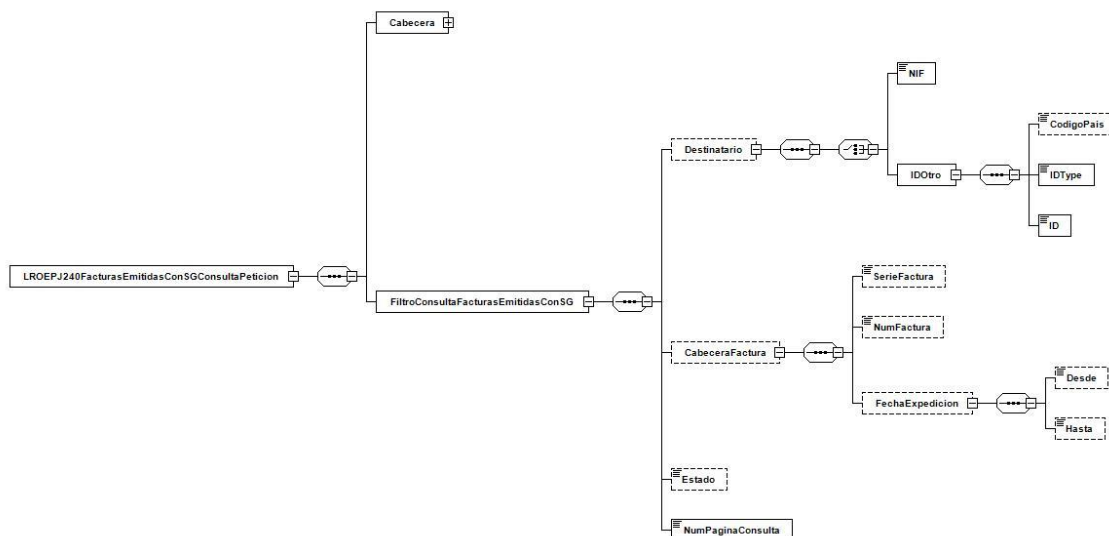 Cabecera
NIF
CodigoPais
Destinatario
IDOtro
IDType
ID
LROEPJ240FacturasEmitidasConSGConsultaPeticion
SerieFactura
FiltroConsultaFacturasEmitidasConSG
NumFactura
CabeceraFactura
Desde
FechaExpedicion
Hasta
Estado
NumPaginaConsulta